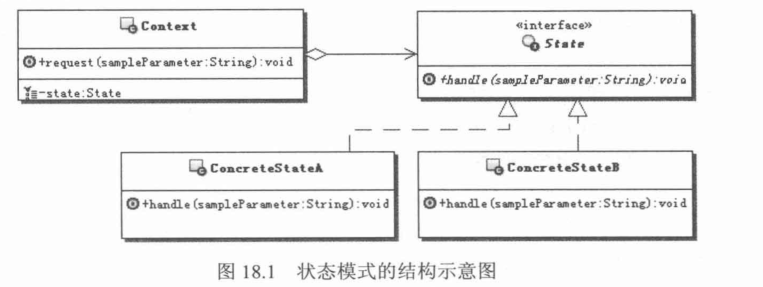 Context
+request(sampleParameter:String):void
-state:State
«interface»
State
+handle(sampleParameter:String):void
ConcreteStateA
+handle(sampleParameter:String):void
ConcreteStateB
+handle(sampleParameter:String):void
图 18.1 状态模式的结构示意图